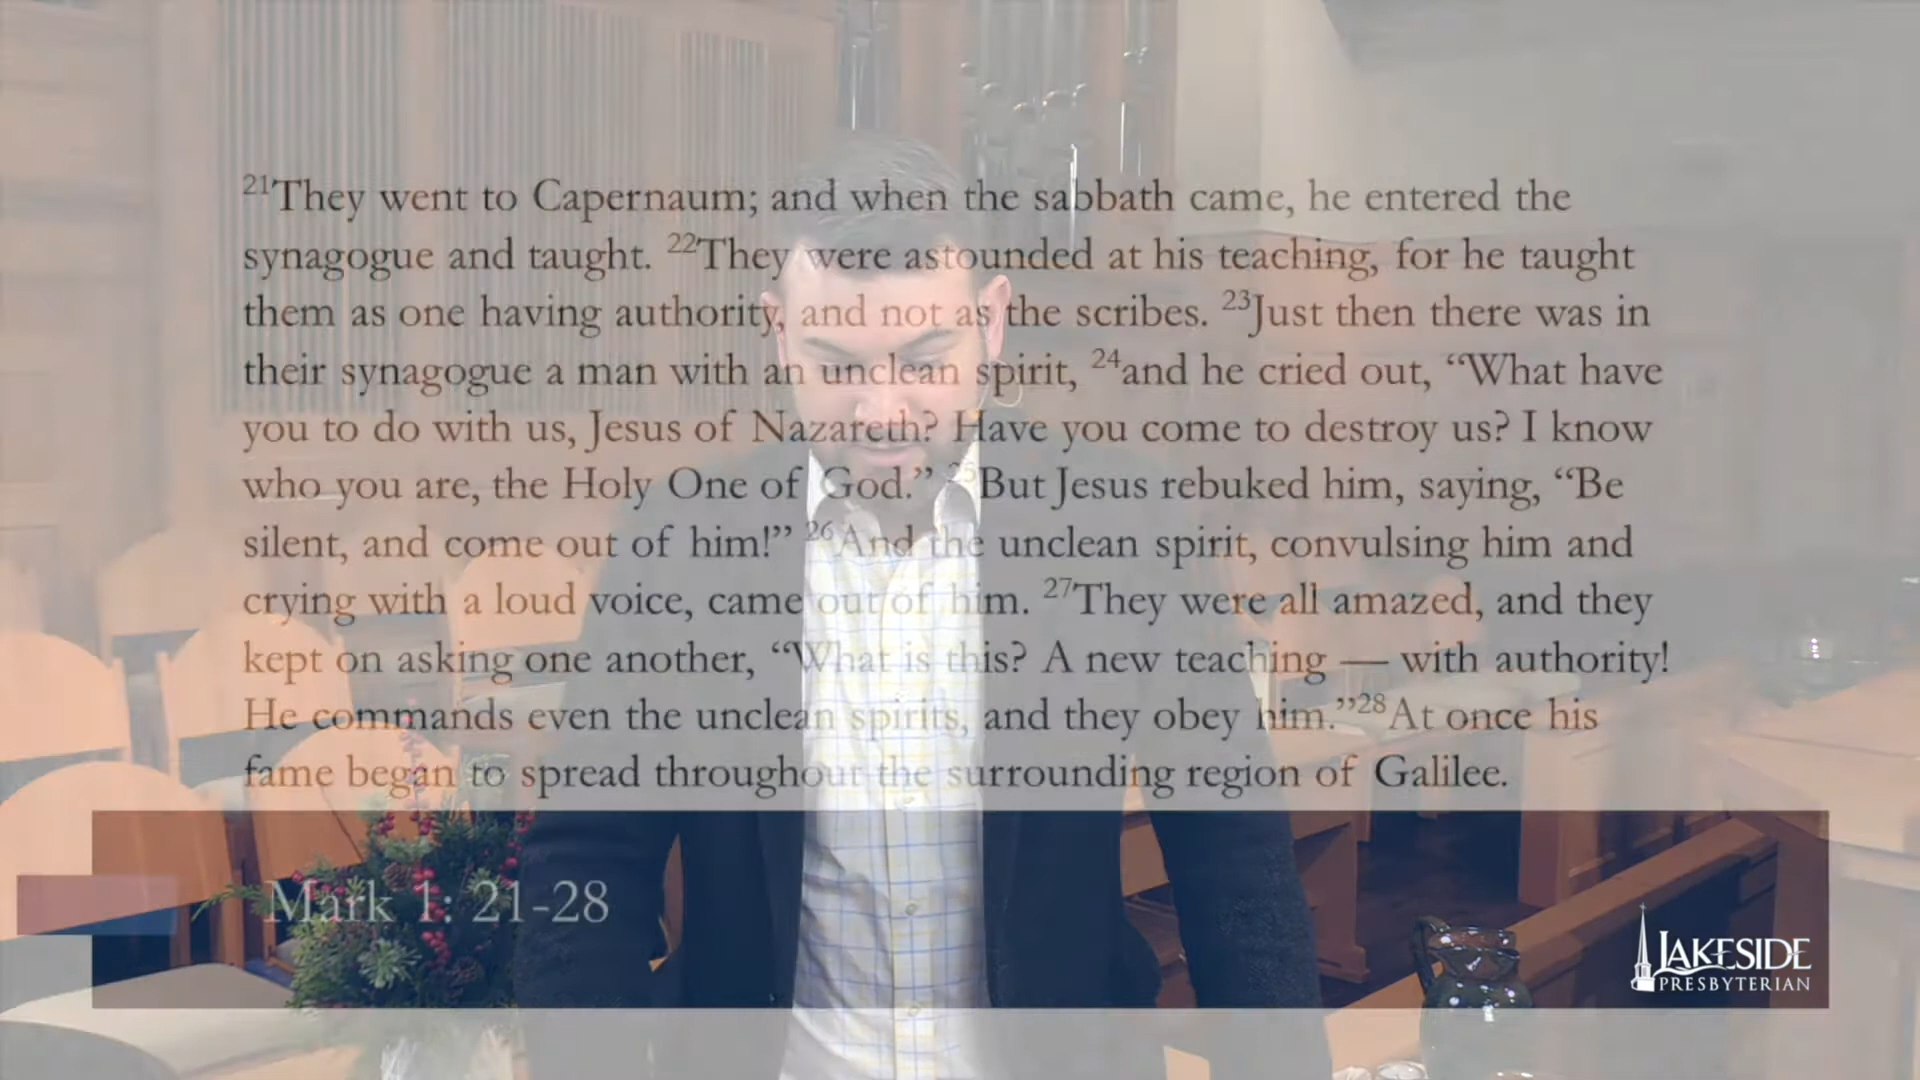 21They went to Capernaum; and when the sabbath came, he entered the
synagogue and taught. 22They were astounded at his teaching, for he taught
them as one having authority, and not as the scribes. 23Just then there was in
their synagogue a man with an unclean spirit, 24and he cried out, “What have
you to do with us, Jesus of Nazareth? Have you come to destroy us? I know
who you are, the Holy One of God.” 25But Jesus rebuked him, saying, “Be
silent, and come out of him!” 26And the unclean spirit, convulsing him and
crying with a loud voice, came out of him. 27They were all amazed, and they
kept on asking one another, “What is this? A new teaching — with authority!
He commands even the unclean spirits, and they obey him.”28At once his
fame began to spread throughout the surrounding region of Galilee.
Mark 1: 21-28
LAKESIDE
PRESBYTERIAN